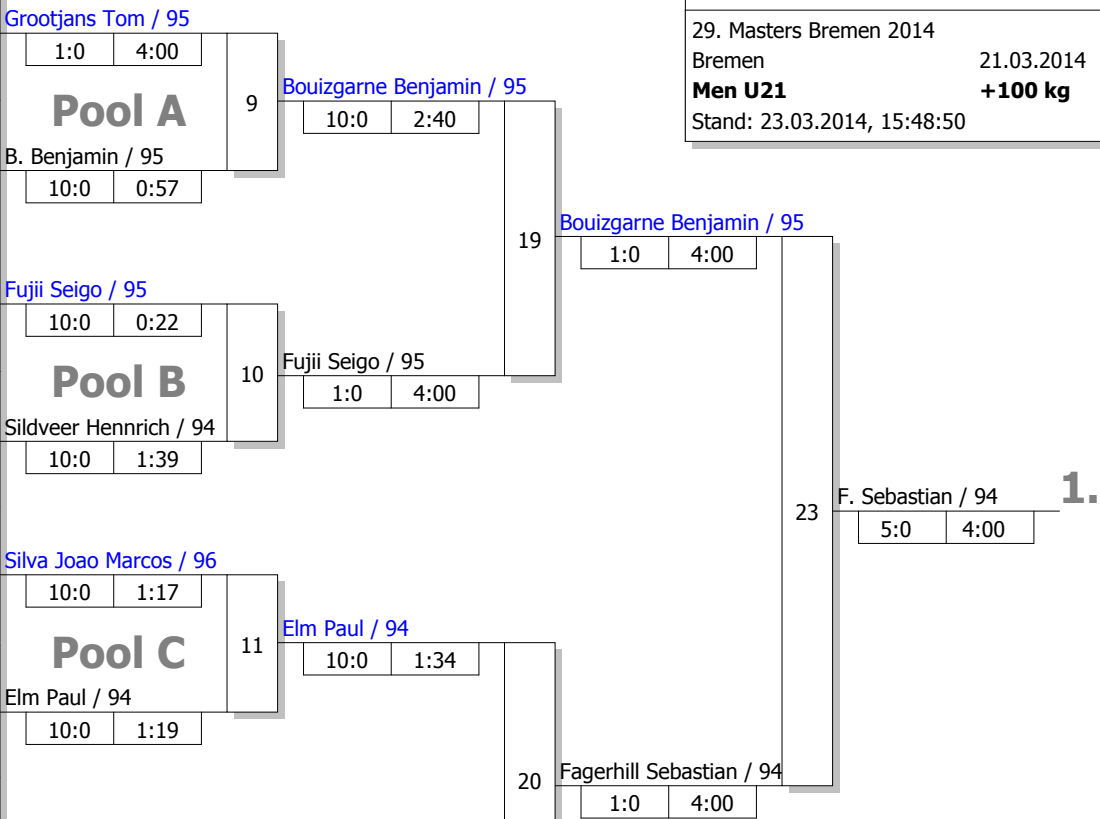 Grootjans Tom / 95
1:0 4:00
Pool A
9
B. Benjamin / 95
10:0 0:57
Bouizgarne Benjamin / 95
10:0 2:40
29. Masters Bremen 2014
Bremen 21.03.2014
Men U21 +100 kg
Stand: 23.03.2014, 15:48:50
19
Bouizgarne Benjamin / 95
1:0 4:00
Fujii Seigo / 95
10:0 0:22
Pool B
10
Sildveer Hennrich / 94
10:0 1:39
Fujii Seigo / 95
1:0 4:00
23
F. Sebastian / 94
1.
5:0 4:00
Silva Joao Marcos / 96
10:0 1:17
Pool C
11
Elm Paul / 94
10:0 1:19
Elm Paul / 94
10:0 1:34
20
Fagerhill Sebastian / 94
1:0 4:00